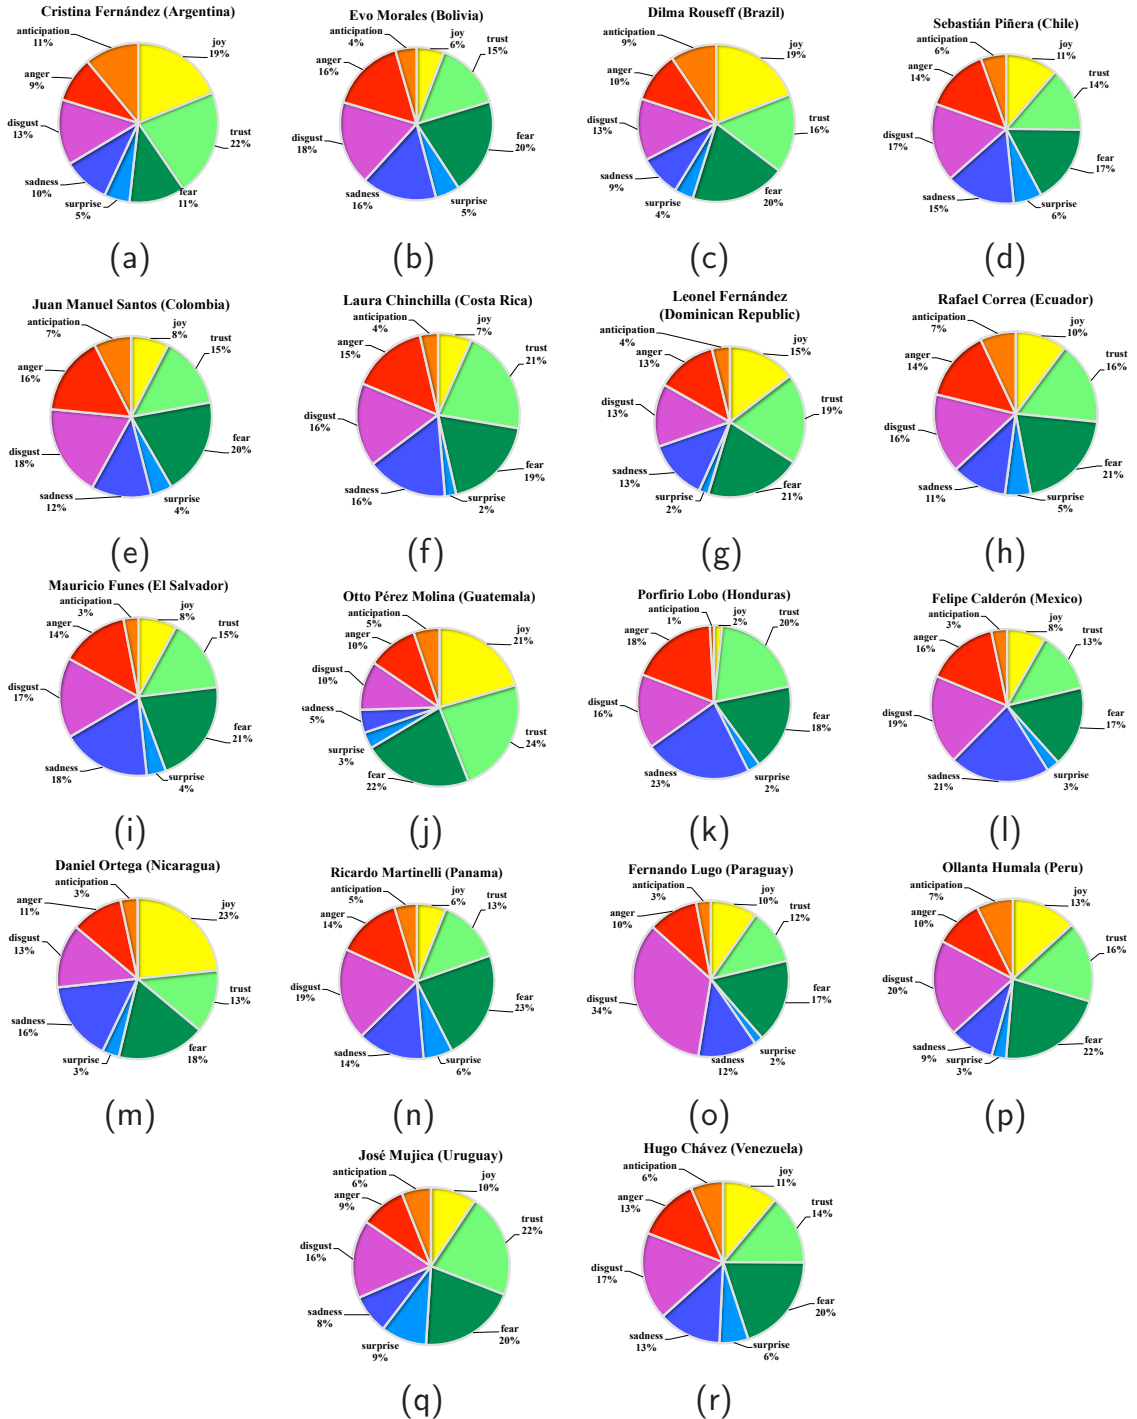 Cristina Fernández (Argentina)
anticipation
11%
joy
19%
anger
9%
disgust
13%
trust
22%
sadness
10%
surprise
5%
fear
11%
(a)
Evo Morales (Bolivia)
anticipation
4%
joy
6%
trust
15%
anger
16%
disgust
18%
fear
20%
sadness
16%
surprise
5%
(b)
Dilma Rouseff (Brazil)
anticipation
9%
joy
19%
anger
10%
disgust
13%
trust
16%
sadness
9%
surprise
4%
fear
20%
(c)
Sebastián Piñera (Chile)
anticipation
6%
joy
11%
anger
14%
trust
14%
disgust
17%
fear
17%
sadness
15%
surprise
6%
(d)
Juan Manuel Santos (Colombia)
anticipation
7%
joy
8%
trust
15%
anger
16%
disgust
18%
fear
20%
sadness
12%
surprise
4%
(e)
Laura Chinchilla (Costa Rica)
anticipation
4%
joy
7%
anger
15%
trust
21%
disgust
16%
fear
19%
sadness
16%
surprise
2%
(f)
Leonel Fernández
(Dominican Republic)
anticipation
4%
joy
15%
anger
13%
disgust
13%
trust
19%
sadness
13%
surprise
2%
fear
21%
(g)
Rafael Correa (Ecuador)
anticipation
7%
joy
10%
anger
14%
trust
16%
disgust
16%
fear
21%
sadness
11%
surprise
5%
(h)
Mauricio Funes (El Salvador)
anticipation
3%
joy
8%
anger
14%
trust
15%
disgust
17%
fear
21%
sadness
18%
surprise
4%
(i)
Otto Pérez Molina (Guatemala)
anticipation
5%
joy
21%
anger
10%
disgust
10%
sadness
5%
surprise
3%
trust
24%
fear
22%
(j)
Porfirio Lobo (Honduras)
anticipation
1%
joy
2%
trust
20%
anger
18%
disgust
16%
fear
18%
sadness
23%
surprise
2%
(k)
Felipe Calderón (Mexico)
anticipation
3%
joy
8%
trust
13%
anger
16%
disgust
19%
fear
17%
sadness
21%
surprise
3%
(l)
Daniel Ortega (Nicaragua)
anticipation
3%
joy
23%
anger
11%
disgust
13%
trust
13%
sadness
16%
surprise
3%
fear
18%
(m)
Ricardo Martinelli (Panama)
anticipation
5%
joy
6%
trust
13%
anger
14%
disgust
19%
fear
23%
sadness
14%
surprise
6%
(n)
Fernando Lugo (Paraguay)
anticipation
3%
joy
10%
trust
12%
anger
10%
disgust
34%
fear
17%
sadness
12%
surprise
2%
(o)
Ollanta Humala (Peru)
anticipation
7%
joy
13%
anger
10%
trust
16%
disgust
20%
sadness
9%
surprise
3%
fear
22%
(p)
José Mujica (Uruguay)
anticipation
6%
joy
10%
anger
9%
trust
22%
disgust
16%
sadness
8%
surprise
9%
fear
20%
(q)
Hugo Chávez (Venezuela)
anticipation
6%
joy
11%
anger
13%
trust
14%
disgust
17%
fear
20%
sadness
13%
surprise
6%
(r)